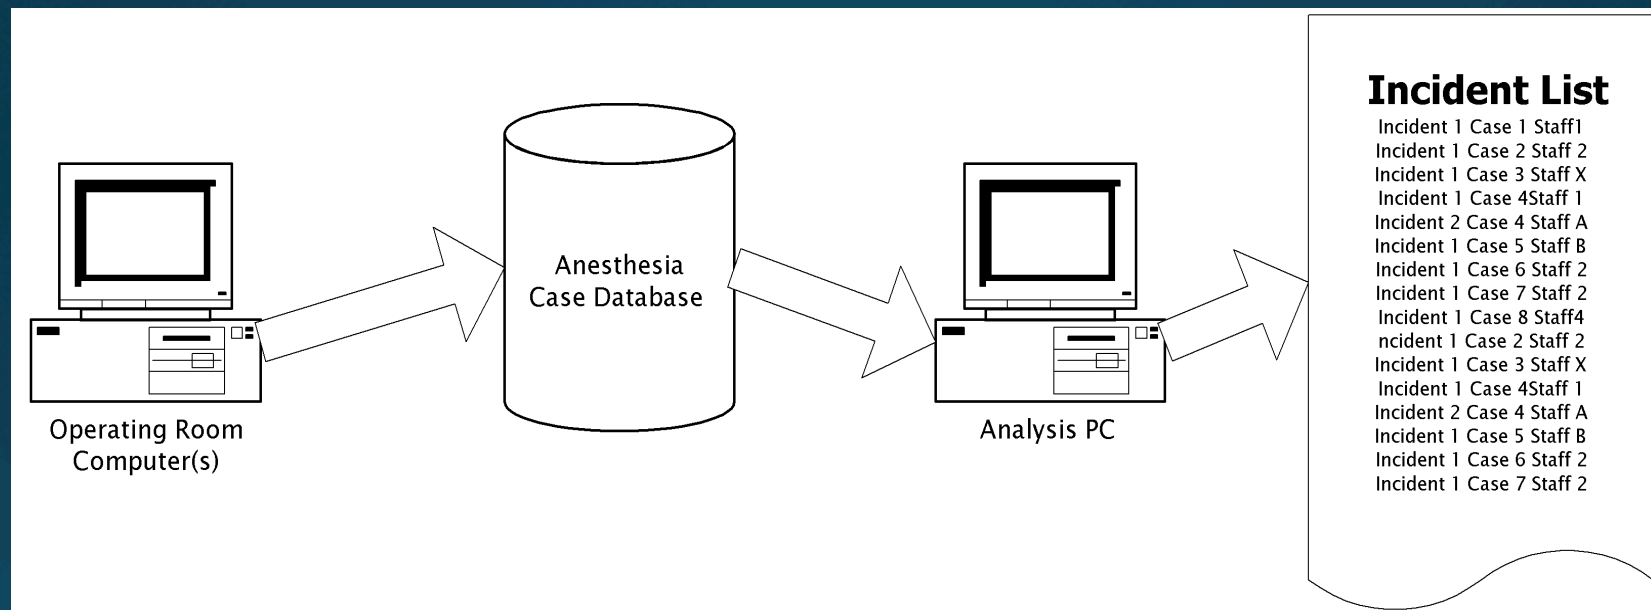 Operating Room
Computer(s)
Anesthesia
Case Database
Analysis PC
Incident List
Incident 1 Case 1 Staff1
Incident 1 Case 2 Staff 2
Incident 1 Case 3 Staff X
Incident 1 Case 4Staff 1
Incident 2 Case 4 Staff A
Incident 1 Case 5 Staff B
Incident 1 Case 6 Staff 2
Incident 1 Case 7 Staff 2
Incident 1 Case 8 Staff4
ncident 1 Case 2 Staff 2
Incident 1 Case 3 Staff X
Incident 1 Case 4Staff 1
Incident 2 Case 4 Staff A
Incident 1 Case 5 Staff B
Incident 1 Case 6 Staff 2
Incident 1 Case 7 Staff 2